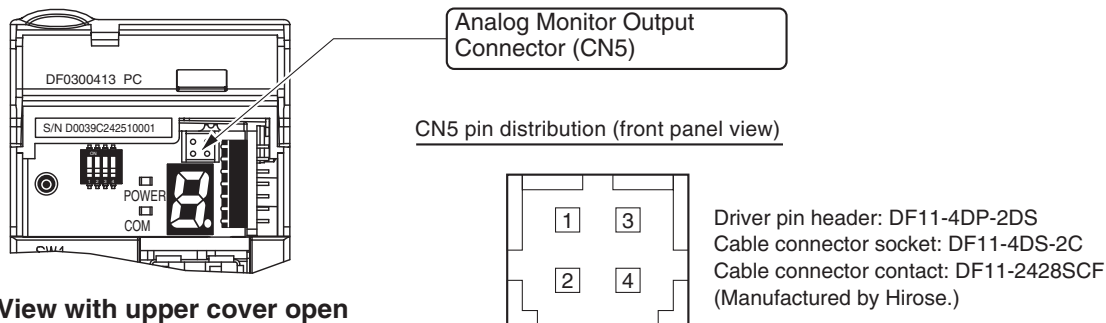 Analog Monitor Output
Connector (CN5)
DF0300413 PC
S/N D0039C242510001
POWER
COM
CN5 pin distribution (front panel view)
1 3
2 4
Driver pin header: DF11-4DP-2DS
Cable connector socket: DF11-4DS-2C
Cable connector contact: DF11-2428SCF
(Manufactured by Hirose.)
View with upper cover open